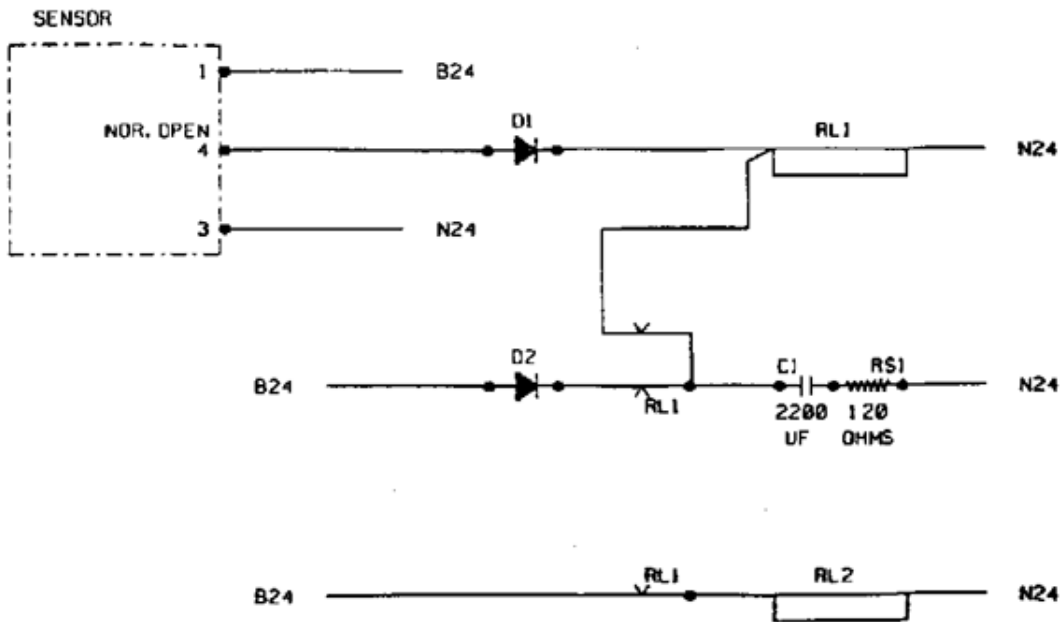 SENSOR
1 B24
NOR. OPEN
4 D1 RL1 N24
3 N24
B24 D2 RL1 C1 RS1 N24
2200 120
UF OHMS
B24 RL1 RL2 N24